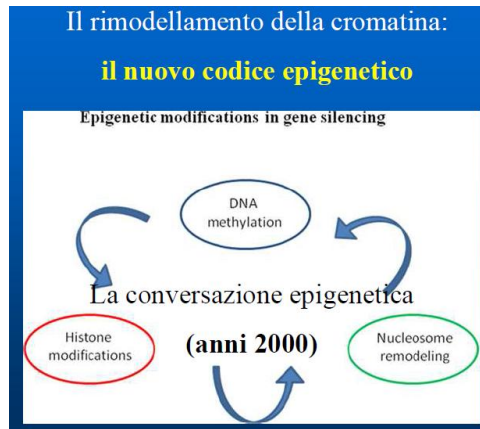 Il rimodellamento della cromatina:
il nuovo codice epigenetico
Epigenetic modifications in gene silencing
DNA
methylation
La conversazione epigenetica
(anni 2000)
Histone
modifications
Nucleosome
remodeling